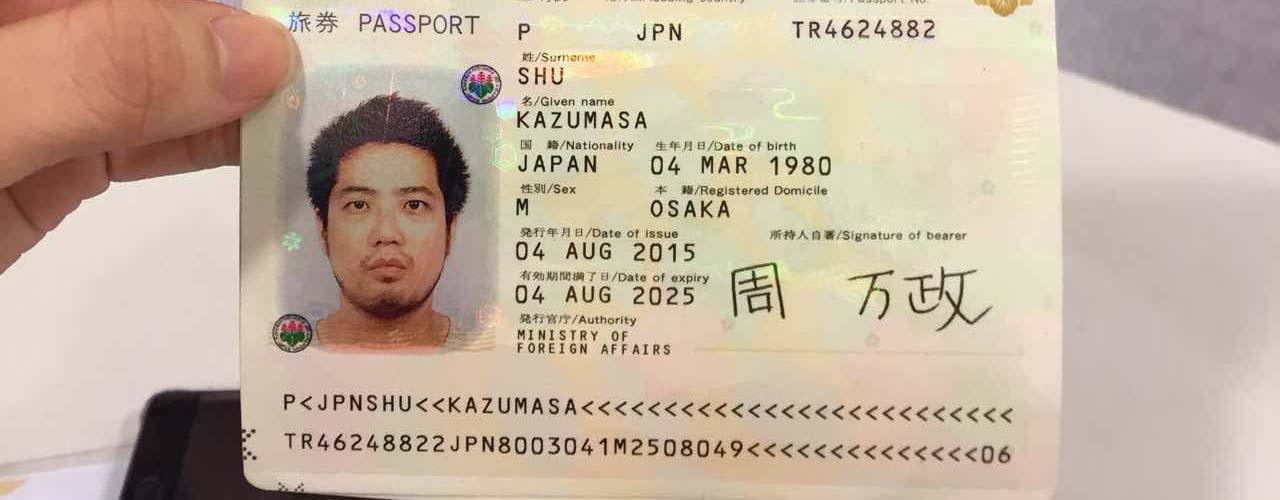 旅券 PASSPORT
P JPN TR4624882
姓/Surname
SHU
名/Given name
KAZUMASA
国 籍/Nationality 生年月日/Date of birth
JAPAN 04 MAR 1980
性別/Sex 本 籍/Registered Domicile
M OSAKA
発行年月日/Date of issue 所持人自署/Signature of bearer
04 AUG 2015
有効期間満了日/Date of expiry
04 AUG 2025 周 万政
発行官庁/Authority
MINISTRY OF
FOREIGN AFFAIRS
P<JPNSHU<<KAZUMASA<<<<<<<<<<<<<<<<<<<<<<<<<<
TR46248822JPN8003041M2508049<<<<<<<<<<<<<<06